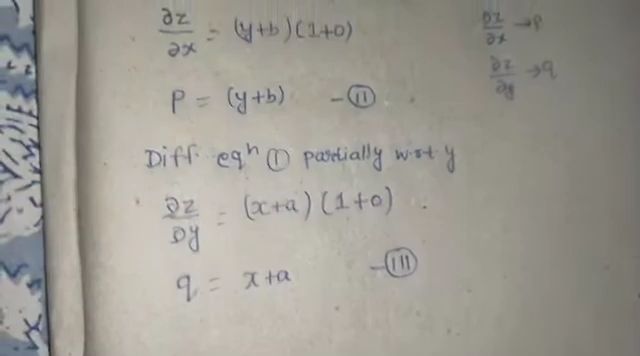 ∂z/∂x = (y+b)(1+0)
∂z/∂x → p
∂z/∂y → q
P = (y+b) - II
Diff. eqⁿ I partially w.r.t y
∂z/∂y = (x+a)(1+0).
q = x+a - III